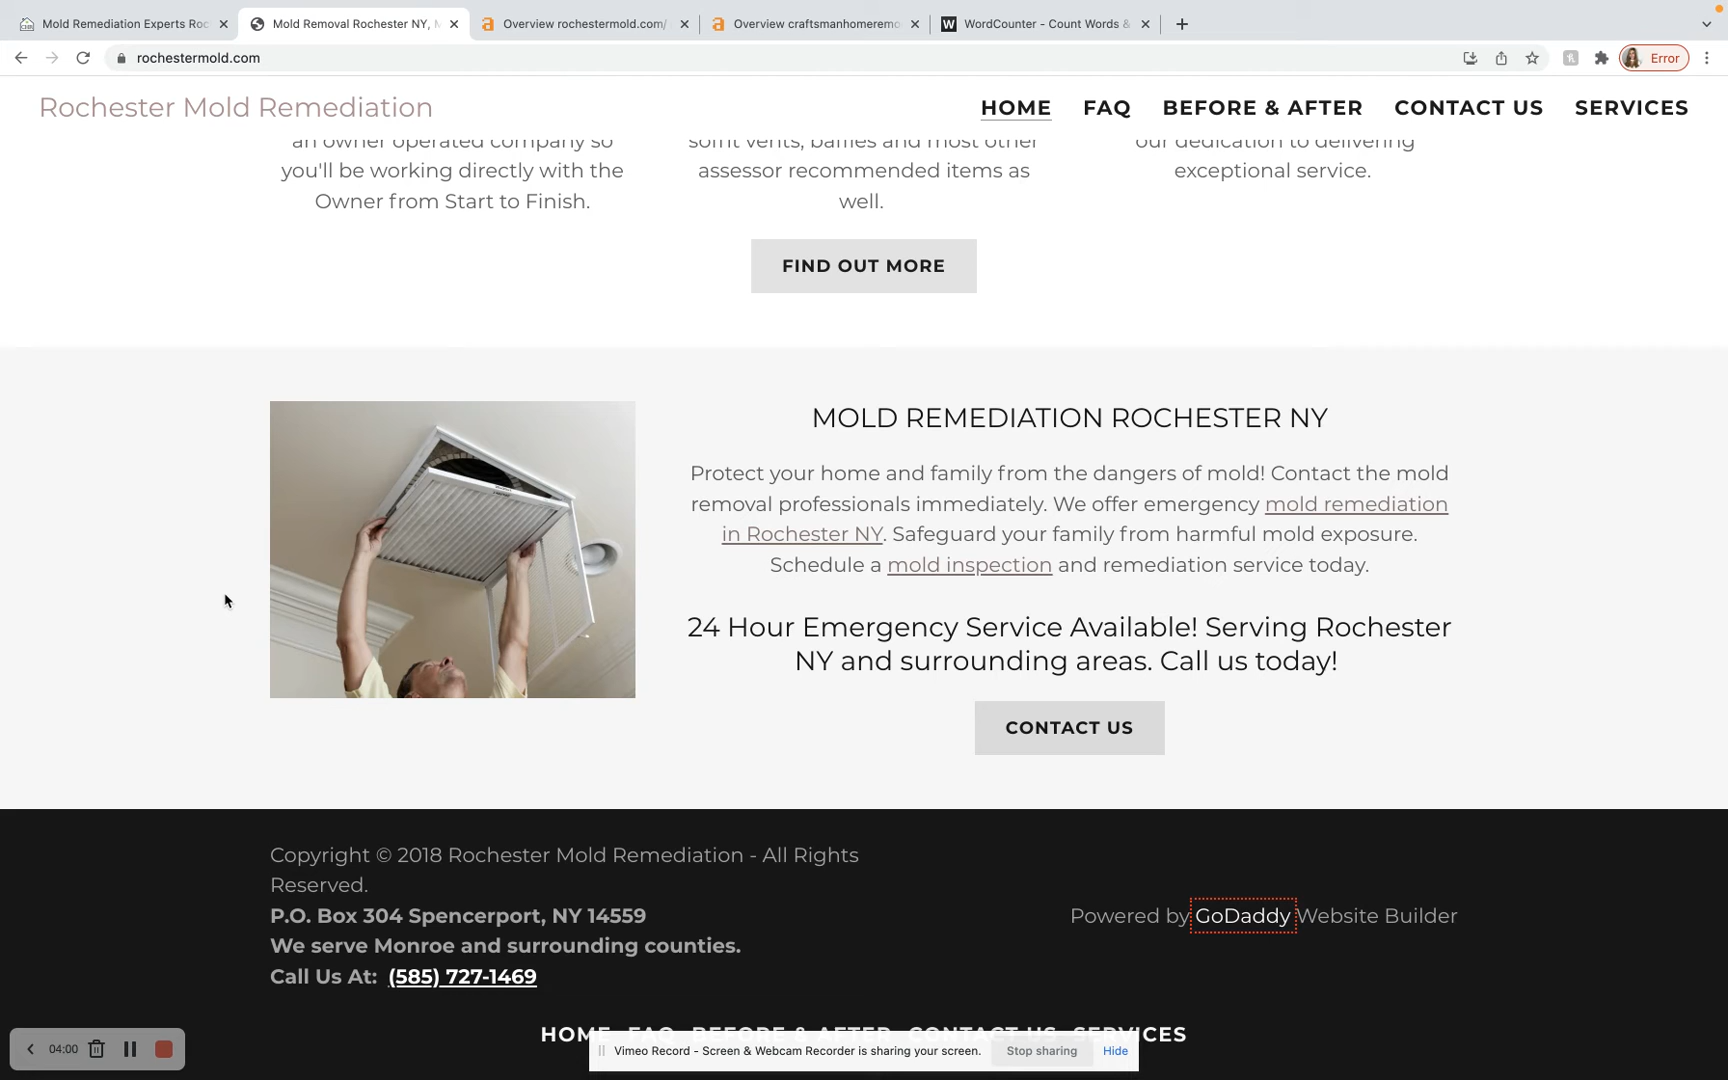 Mold Remediation Experts Roc
Mold Removal Rochester NY, M
Overview rochestermold.com/
Overview craftsmanhomeremo
W WordCounter - Count Words &
rochestermold.com
Error
Rochester Mold Remediation
HOME FAQ BEFORE & AFTER CONTACT US SERVICES
an owner operated company so
you'll be working directly with the
Owner from Start to Finish.
soffit vents, baffles and most other
assessor recommended items as
well.
our dedication to delivering
exceptional service.
FIND OUT MORE
MOLD REMEDIATION ROCHESTER NY
Protect your home and family from the dangers of mold! Contact the mold
removal professionals immediately. We offer emergency mold remediation
in Rochester NY. Safeguard your family from harmful mold exposure.
Schedule a mold inspection and remediation service today.
24 Hour Emergency Service Available! Serving Rochester
NY and surrounding areas. Call us today!
CONTACT US
Copyright © 2018 Rochester Mold Remediation - All Rights
Reserved.
P.O. Box 304 Spencerport, NY 14559
We serve Monroe and surrounding counties.
Call Us At: (585) 727-1469
Powered by GoDaddy Website Builder
HOME FAQ BEFORE & AFTER CONTACT US SERVICES
04:00
Vimeo Record - Screen & Webcam Recorder is sharing your screen.
Stop sharing
Hide